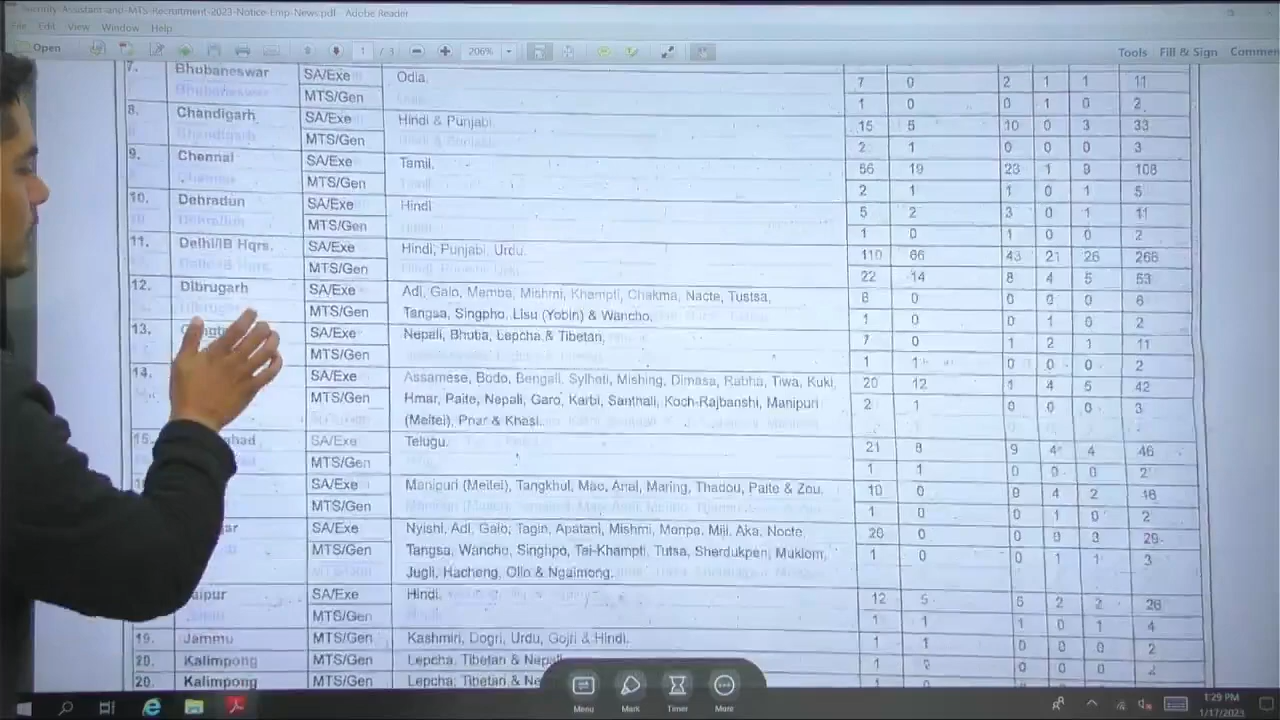 Security-Assistant-and-MTS-Recruitment-2023-Notice-Emp-News.pdf - Adobe Reader
File Edit View Window Help
Open 1 / 3 206% Tools Fill & Sign Comment
7. Bhubaneswar SA/Exe Odia. 7 0 2 1 1 11
MTS/Gen 1 0 0 1 0 2
8. Chandigarh SA/Exe Hindi & Punjabi. 15 5 10 0 3 33
MTS/Gen 2 1 0 0 0 3
9. Chennai SA/Exe Tamil. 56 19 23 1 9 108
MTS/Gen 2 1 1 0 1 5
10. Dehradun SA/Exe Hindi 5 2 3 0 1 11
MTS/Gen 1 0 1 0 0 2
11. Delhi/IB Hqrs. SA/Exe Hindi, Punjabi, Urdu. 110 66 43 21 26 266
MTS/Gen 22 14 8 4 5 53
12. Dibrugarh SA/Exe Adi, Galo, Memba, Mishmi, Khampti, Chakma, Nacte, Tustsa, 6 0 0 0 0 6
MTS/Gen Tangsa, Singpho, Lisu (Yobin) & Wancho. 1 0 0 1 0 2
13. SA/Exe Nepali, Bhuba, Lepcha & Tibetan, 7 0 1 2 1 11
MTS/Gen 1 1 0 0 0 2
14. SA/Exe Assamese, Bodo, Bengali, Sylheti, Mishing, Dimasa, Rabha, Tiwa, Kuki, 20 12 1 4 5 42
MTS/Gen Hmar, Paite, Nepali, Garo, Karbi, Santhali, Koch-Rajbanshi, Manipuri 2 1 0 0 0 3
(Meitei), Pnar & Khasi.
15. SA/Exe Telugu. 21 8 9 4 4 46
MTS/Gen 1 1 0 0 0 2
SA/Exe Manipuri (Meitei), Tangkhul, Mao, Anal, Maring, Thadou, Paite & Zou. 10 0 0 4 2 16
MTS/Gen 1 0 0 1 0 2
SA/Exe Nyishi, Adi, Galo, Tagin, Apatani, Mishmi, Monpa, Miji, Aka, Nocte, 0 29
MTS/Gen Tangsa, Wancho, Singhpo, Tai-Khampti, Tutsa, Sherdukpen, Muklom, 1 0 0 1 1 3
Jugli, Hacheng, Ollo & Ngaimong.
SA/Exe Hindi. 12 5 5 2 2 26
MTS/Gen 1 1 1 0 1 4
19. Jammu MTS/Gen Kashmiri, Dogri, Urdu, Gojri & Hindi. 1 1 0 0 0 2
20. Kalimpong MTS/Gen Lepcha, Tibetan & Nepali 1 0 0 0 2
20. Kalimpong MTS/Gen Lepcha, Tibetan & Ne
Menu Mark Timer More
1:29 PM
1/17/2023